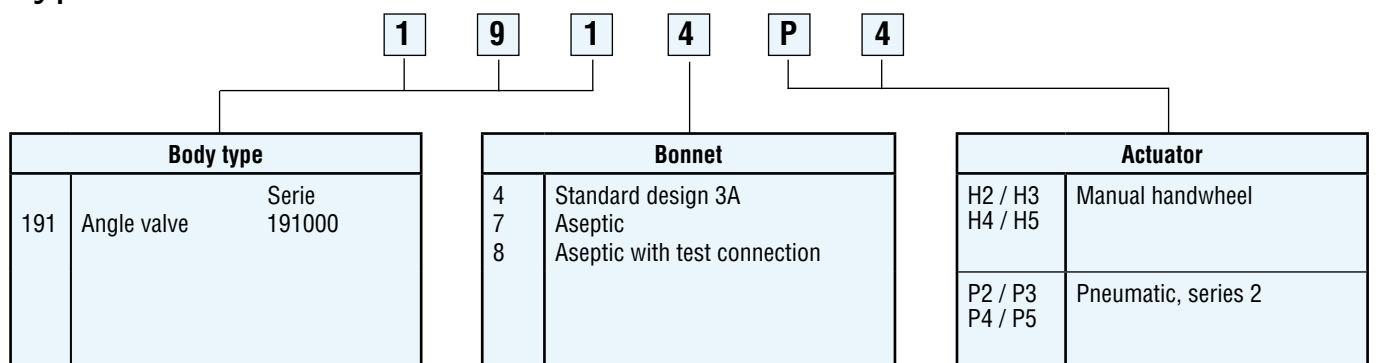 1 9 1 4 P 4
Body type
Serie
191 Angle valve 191000
Bonnet
4 Standard design 3A
7 Aseptic
8 Aseptic with test connection
Actuator
H2 / H3 Manual handwheel
H4 / H5
P2 / P3 Pneumatic, series 2
P4 / P5